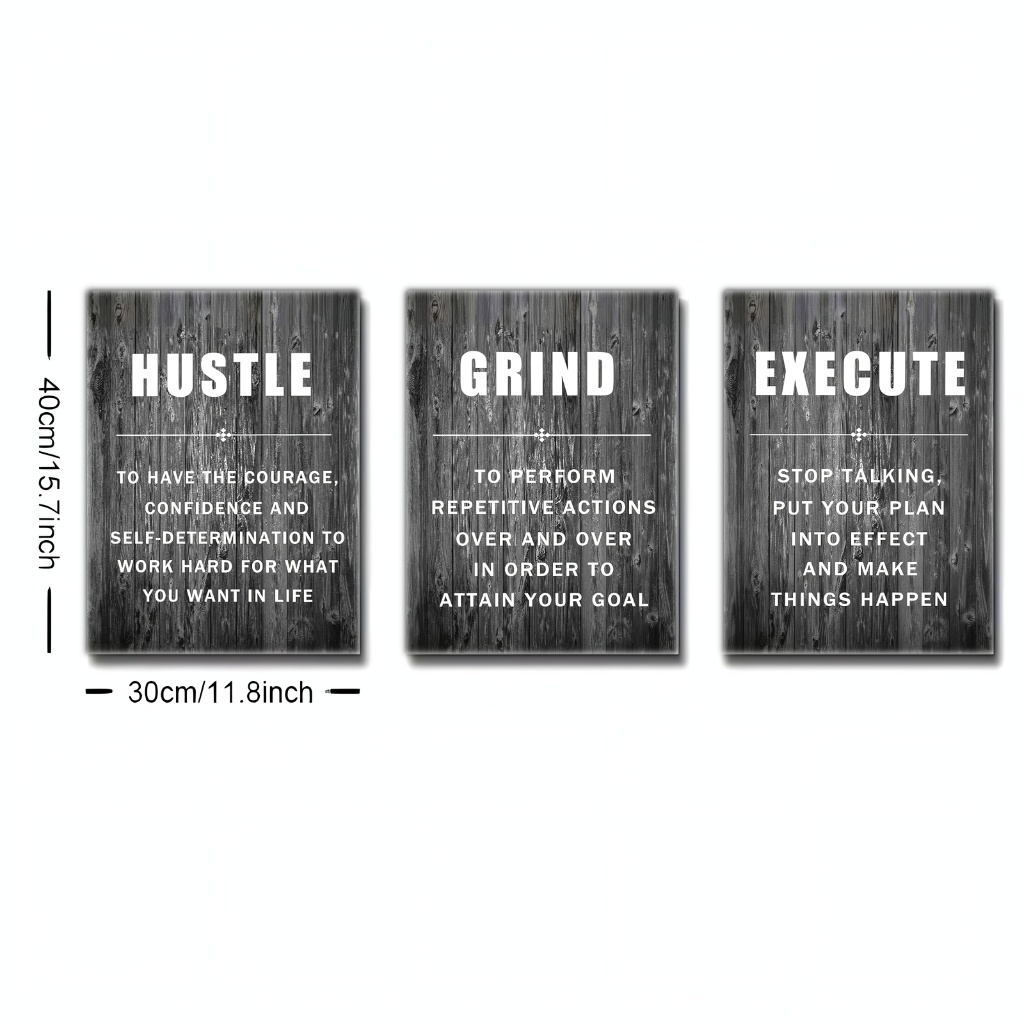 HUSTLE
TO HAVE THE COURAGE,
CONFIDENCE AND
SELF-DETERMINATION TO
WORK HARD FOR WHAT
YOU WANT IN LIFE
GRIND
TO PERFORM
REPETITIVE ACTIONS
OVER AND OVER
IN ORDER TO
ATTAIN YOUR GOAL
EXECUTE
STOP TALKING,
PUT YOUR PLAN
INTO EFFECT
AND MAKE
THINGS HAPPEN
40cm/15.7inch
30cm/11.8inch